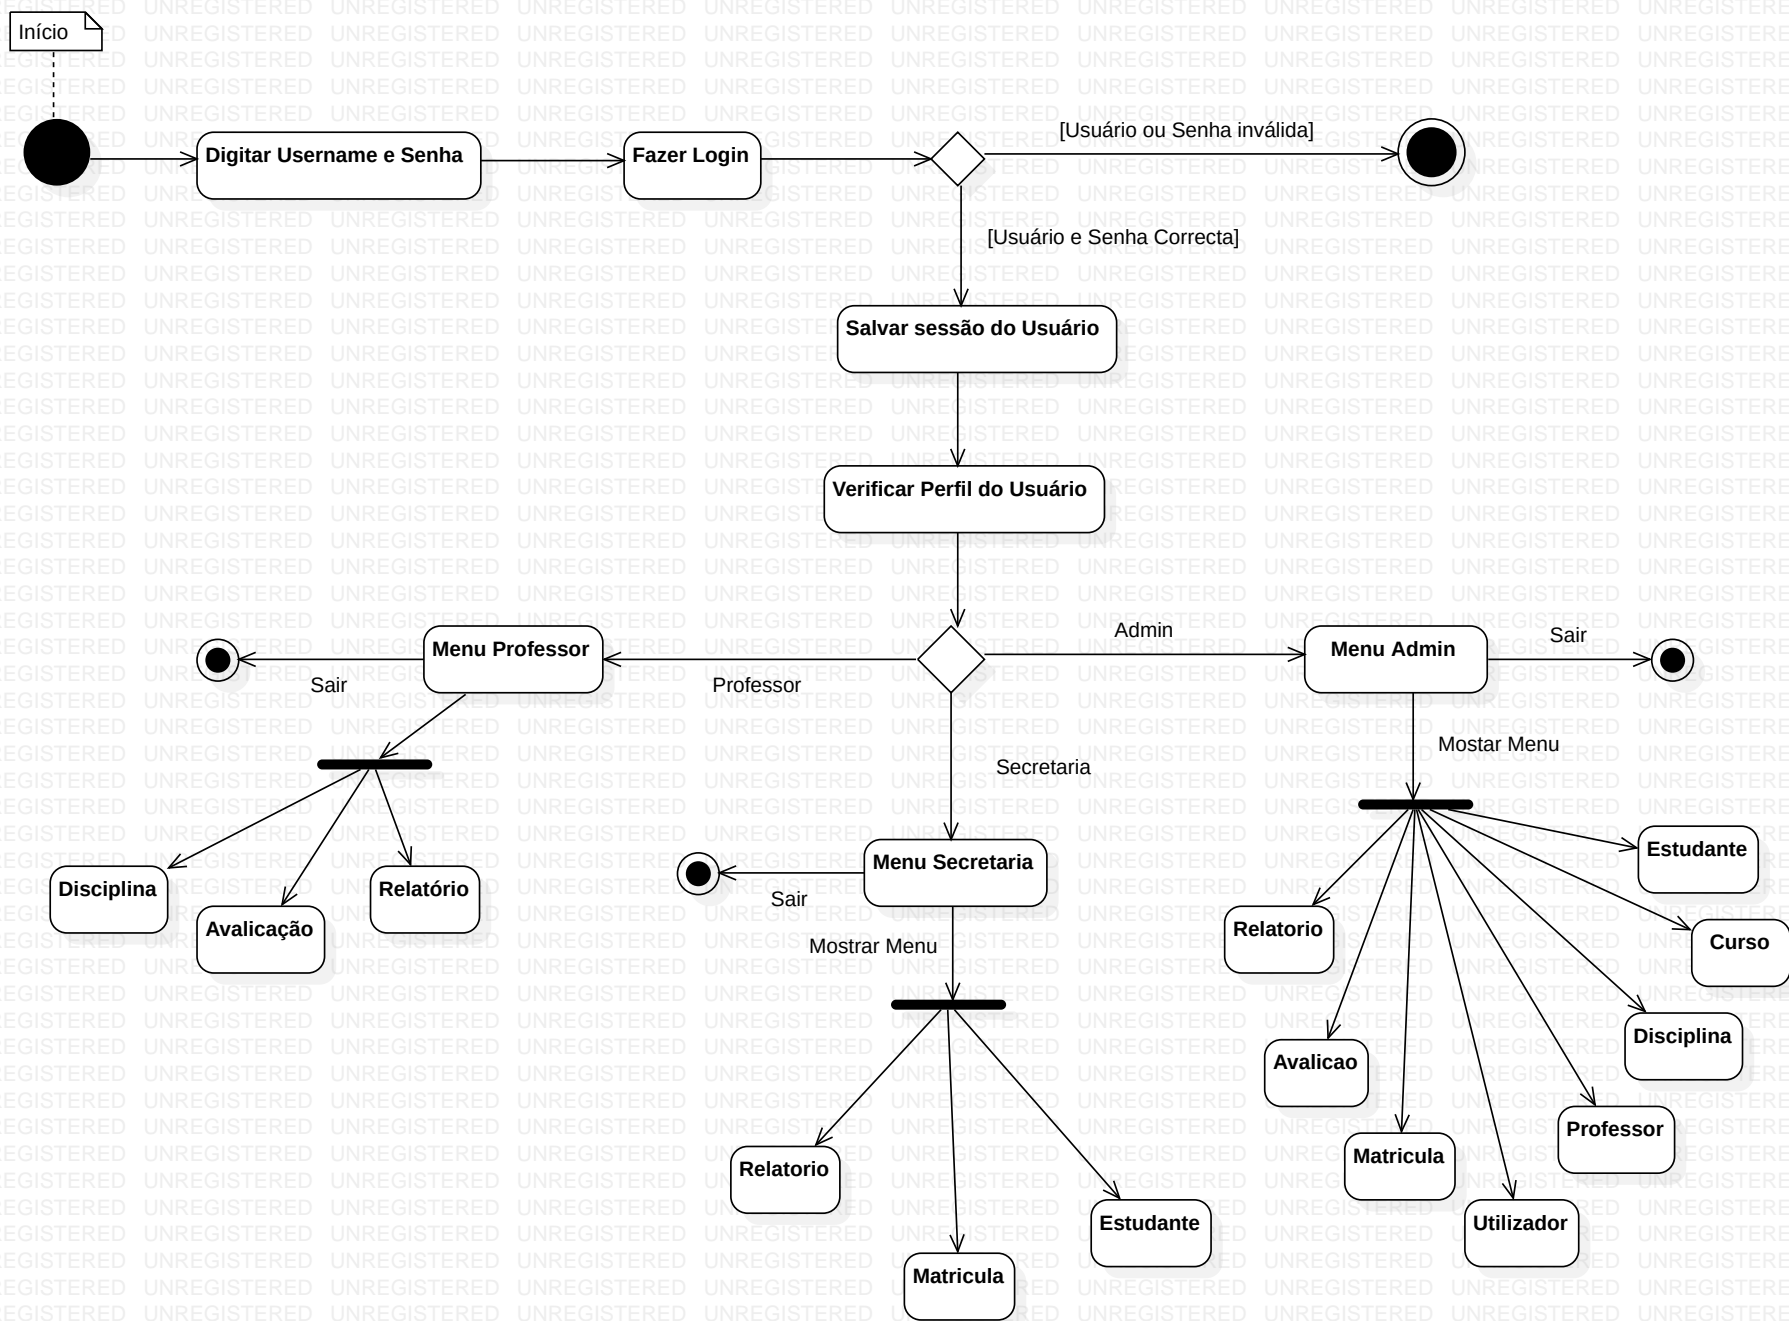 Início
Digitar Username e Senha
Fazer Login
[Usuário ou Senha inválida]
[Usuário e Senha Correcta]
Salvar sessão do Usuário
Verificar Perfil do Usuário
Menu Professor
Admin
Menu Admin
Sair
Sair
Professor
Mostar Menu
Secretaria
Menu Secretaria
Estudante
Disciplina
Relatório
Sair
Avalicação
Relatorio
Curso
Mostrar Menu
Disciplina
Avalicao
Professor
Matricula
Relatorio
Estudante
Utilizador
Matricula
UNREGISTERED